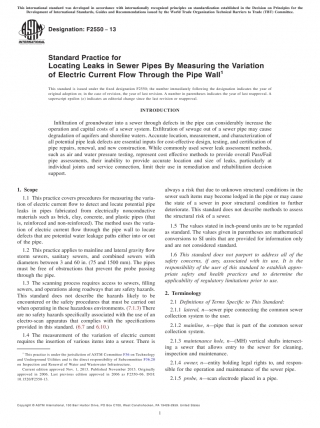 This international standard was developed in accordance with internationally recognized principles on standardization established in the Decision on Principles for the
Development of International Standards, Guides and Recommendations issued by the World Trade Organization Technical Barriers to Trade (TBT) Committee.
Designation: F2550 − 13
Standard Practice for
Locating Leaks in Sewer Pipes By Measuring the Variation
of Electric Current Flow Through the Pipe Wall1
This standard is issued under the fixed designation F2550; the number immediately following the designation indicates the year of
original adoption or, in the case of revision, the year of last revision. A number in parentheses indicates the year of last reapproval. A
superscript epsilon (ε) indicates an editorial change since the last revision or reapproval.
INTRODUCTION
Infiltration of groundwater into a sewer through defects in the pipe can considerably increase the
operation and capital costs of a sewer system. Exfiltration of sewage out of a sewer pipe may cause
degradation of aquifers and shoreline waters. Accurate location, measurement, and characterization of
all potential pipe leak defects are essential inputs for cost-effective design, testing, and certification of
pipe repairs, renewal, and new construction. While commonly used sewer leak assessment methods,
such as air and water pressure testing, represent cost effective methods to provide overall Pass/Fail
pipe assessments, their inability to provide accurate location and size of leaks, particularly at
individual joints and service connection, limit their use in remediation and rehabilitation decision
support.
1. Scope
1.1 This practice covers procedures for measuring the varia-
tion of electric current flow to detect and locate potential pipe
leaks in pipes fabricated from electrically nonconductive
materials such as brick, clay, concrete, and plastic pipes (that
is, reinforced and non-reinforced). The method uses the varia-
tion of electric current flow through the pipe wall to locate
defects that are potential water leakage paths either into or out
of the pipe.
1.2 This practice applies to mainline and lateral gravity flow
storm sewers, sanitary sewers, and combined sewers with
diameters between 3 and 60 in. (75 and 1500 mm). The pipes
must be free of obstructions that prevent the probe passing
through the pipe.
1.3 The scanning process requires access to sewers, filling
sewers, and operations along roadways that are safety hazards.
This standard does not describe the hazards likely to be
encountered or the safety procedures that must be carried out
when operating in these hazardous environments. (7.1.3) There
are no safety hazards specifically associated with the use of an
electro-scan apparatus that complies with the specifications
provided in this standard. (6.7 and 6.10.)
1.4 The measurement of the variation of electric current
requires the insertion of various items into a sewer. There is
always a risk that due to unknown structural conditions in the
sewer such items may become lodged in the pipe or may cause
the state of a sewer in poor structural condition to further
deteriorate. This standard does not describe methods to assess
the structural risk of a sewer.
1.5 The values stated in inch-pound units are to be regarded
as standard. The values given in parentheses are mathematical
conversions to SI units that are provided for information only
and are not considered standard.
1.6 This standard does not purport to address all of the
safety concerns, if any, associated with its use. It is the
responsibility of the user of this standard to establish appro-
priate safety and health practices and to determine the
applicability of regulatory limitations prior to use.
2. Terminology
2.1 Definitions of Terms Specific to This Standard:
2.1.1 lateral, n—sewer pipe connecting the common sewer
collection system to the user.
2.1.2 mainline, n—pipe that is part of the common sewer
collection system.
2.1.3 maintenance hole, n—(MH) vertical shafts intersect-
ing a sewer that allows entry to the sewer for cleaning,
inspection and maintenance.
2.1.4 owner, n—entity holding legal rights to, and respon-
sible for the operation and maintenance of the sewer pipe.
2.1.5 probe, n—scan electrode placed in a pipe.
1 This practice is under the jurisdiction of ASTM Committee F36 on Technology
and Underground Utilities and is the direct responsibility of Subcommittee F36.20
on Inspection and Renewal of Water and Wastewater Infrastructure.
Current edition approved Nov. 1, 2013. Published November 2013. Originally
approved in 2006. Last previous edition approved in 2006 as F2550–06. DOI:
10.1520/F2550-13.
Copyright © ASTM International, 100 Barr Harbor Drive, PO Box C700, West Conshohocken, PA 19428-2959. United States
1